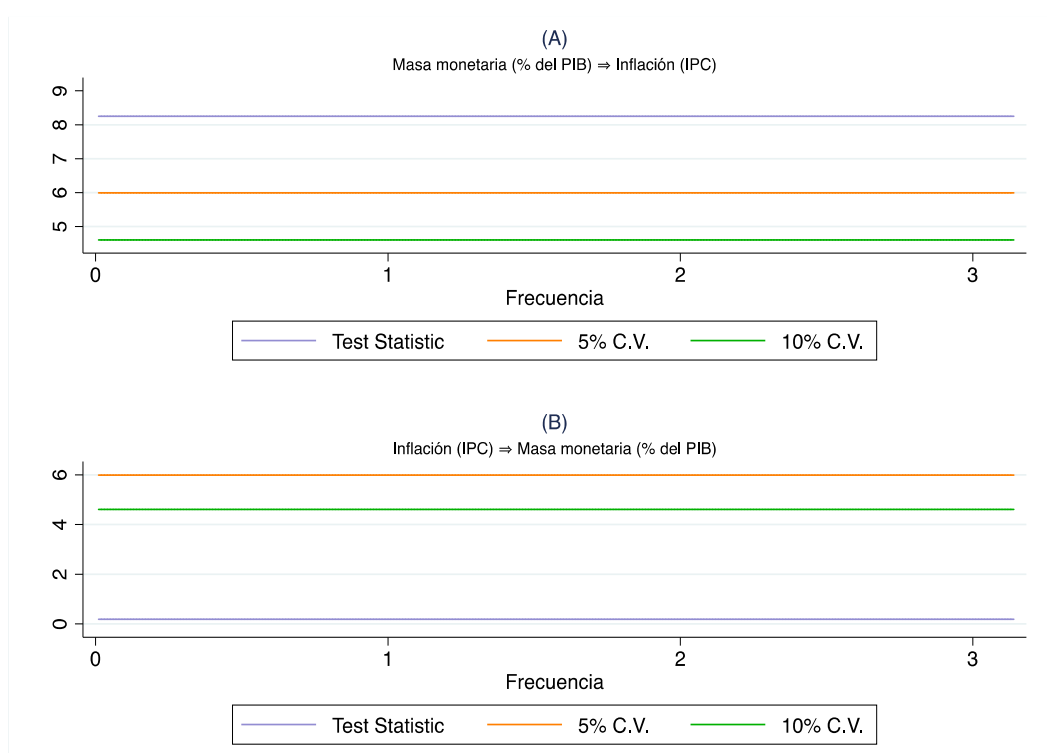 (A)
Masa monetaria (% del PIB) ⇒ Inflación (IPC)
9
8
7
6
5
0 1 2 3
Frecuencia
Test Statistic 5% C.V. 10% C.V.
(B)
Inflación (IPC) ⇒ Masa monetaria (% del PIB)
6
4
2
0
0 1 2 3
Frecuencia
Test Statistic 5% C.V. 10% C.V.